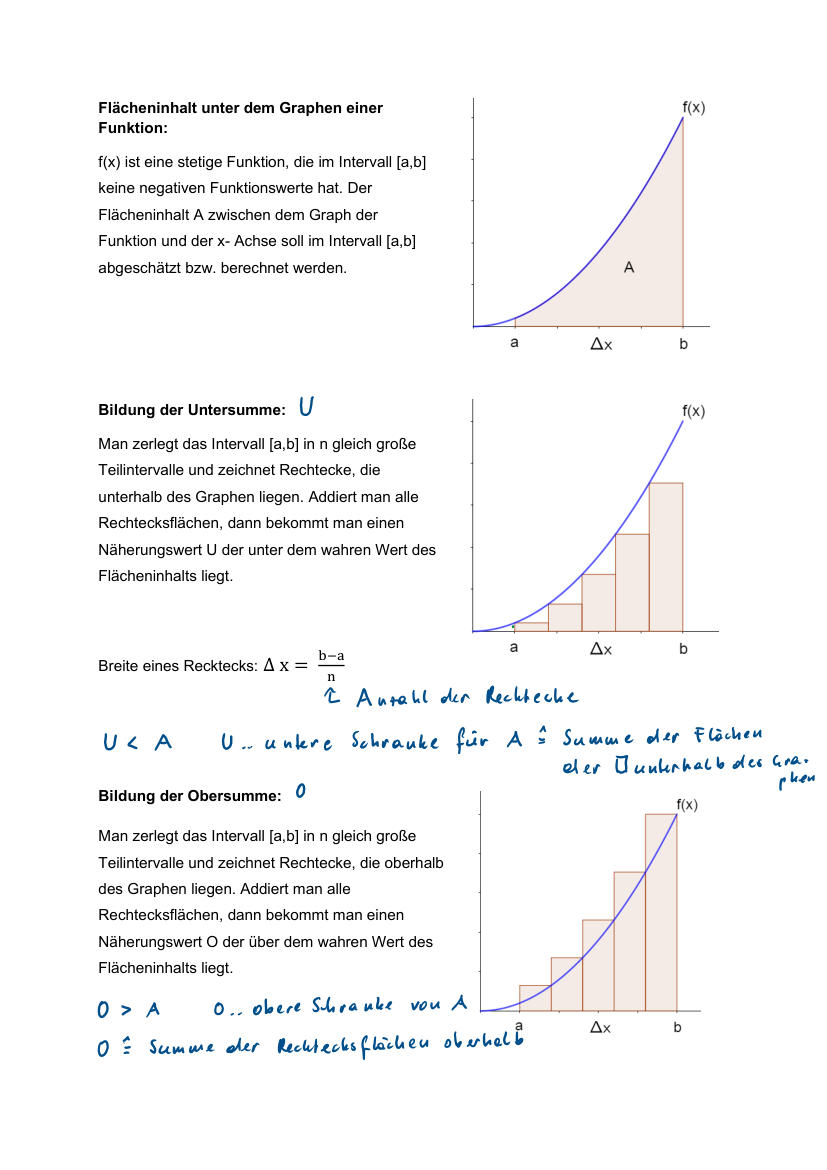 Flächeninhalt unter dem Graphen einer
Funktion:
f(x) ist eine stetige Funktion, die im Intervall [a,b]
keine negativen Funktionswerte hat. Der
Flächeninhalt A zwischen dem Graph der
Funktion und der x- Achse soll im Intervall [a,b]
abgeschätzt bzw. berechnet werden.
f(x)
A
a Δx b
Bildung der Untersumme: U
Man zerlegt das Intervall [a,b] in n gleich große
Teilintervalle und zeichnet Rechtecke, die
unterhalb des Graphen liegen. Addiert man alle
Rechtecksflächen, dann bekommt man einen
Näherungswert U der unter dem wahren Wert des
Flächeninhalts liegt.
f(x)
a Δx b
Breite eines Recktecks: Δ x = (b−a)/n
↑ Anzahl der Rechtecke
U < A U .. untere Schranke für A ≙ Summe der Flächen
der ▯ unterhalb des Gra-
phen
Bildung der Obersumme: O
Man zerlegt das Intervall [a,b] in n gleich große
Teilintervalle und zeichnet Rechtecke, die oberhalb
des Graphen liegen. Addiert man alle
Rechtecksflächen, dann bekommt man einen
Näherungswert O der über dem wahren Wert des
Flächeninhalts liegt.
f(x)
a Δx b
O > A O .. obere Schranke von A
O ≙ Summe der Rechtecksflächen oberhalb